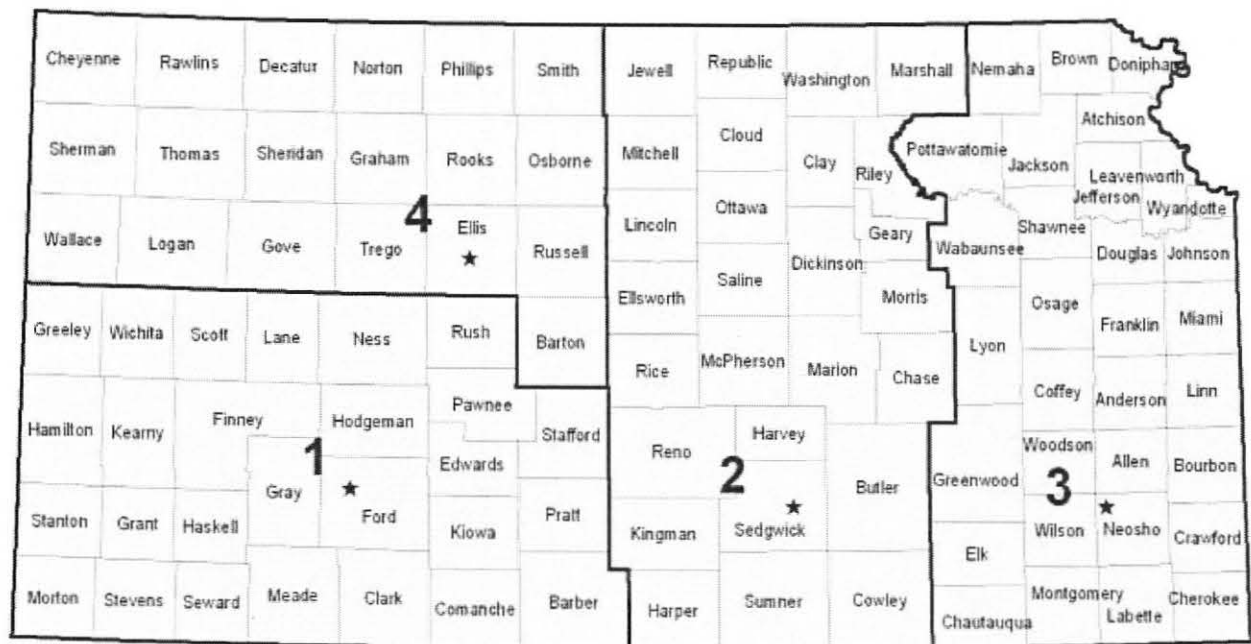 Cheyenne Rawlins Decatur Norton Phillips Smith Jewell Republic Washington Marshall Nemaha Brown Doniphan
Sherman Thomas Sheridan Graham Rooks Osborne Mitchell Cloud Clay Riley Pottawatomie Jackson Atchison
Leavenworth
Jefferson Wyandotte
4
Wallace Logan Gove Trego Ellis Russell Lincoln Ottawa Geary Wabaunsee Shawnee Douglas Johnson
Dickinson
Ellsworth Saline Morris
Greeley Wichita Scott Lane Ness Rush Barton Osage Franklin Miami
Rice McPherson Marion Chase Lyon
Hamilton Kearny Finney Hodgeman Pawnee Stafford Coffey Anderson Linn
1
Reno Harvey Woodson
2
Gray Edwards Butler Greenwood 3 Allen Bourbon
Stanton Grant Haskell Ford Kiowa Pratt Kingman Sedgwick Wilson Neosho Crawford
Elk
Morton Stevens Seward Meade Clark Comanche Barber Harper Sumner Cowley Chautauqua Montgomery Labette Cherokee